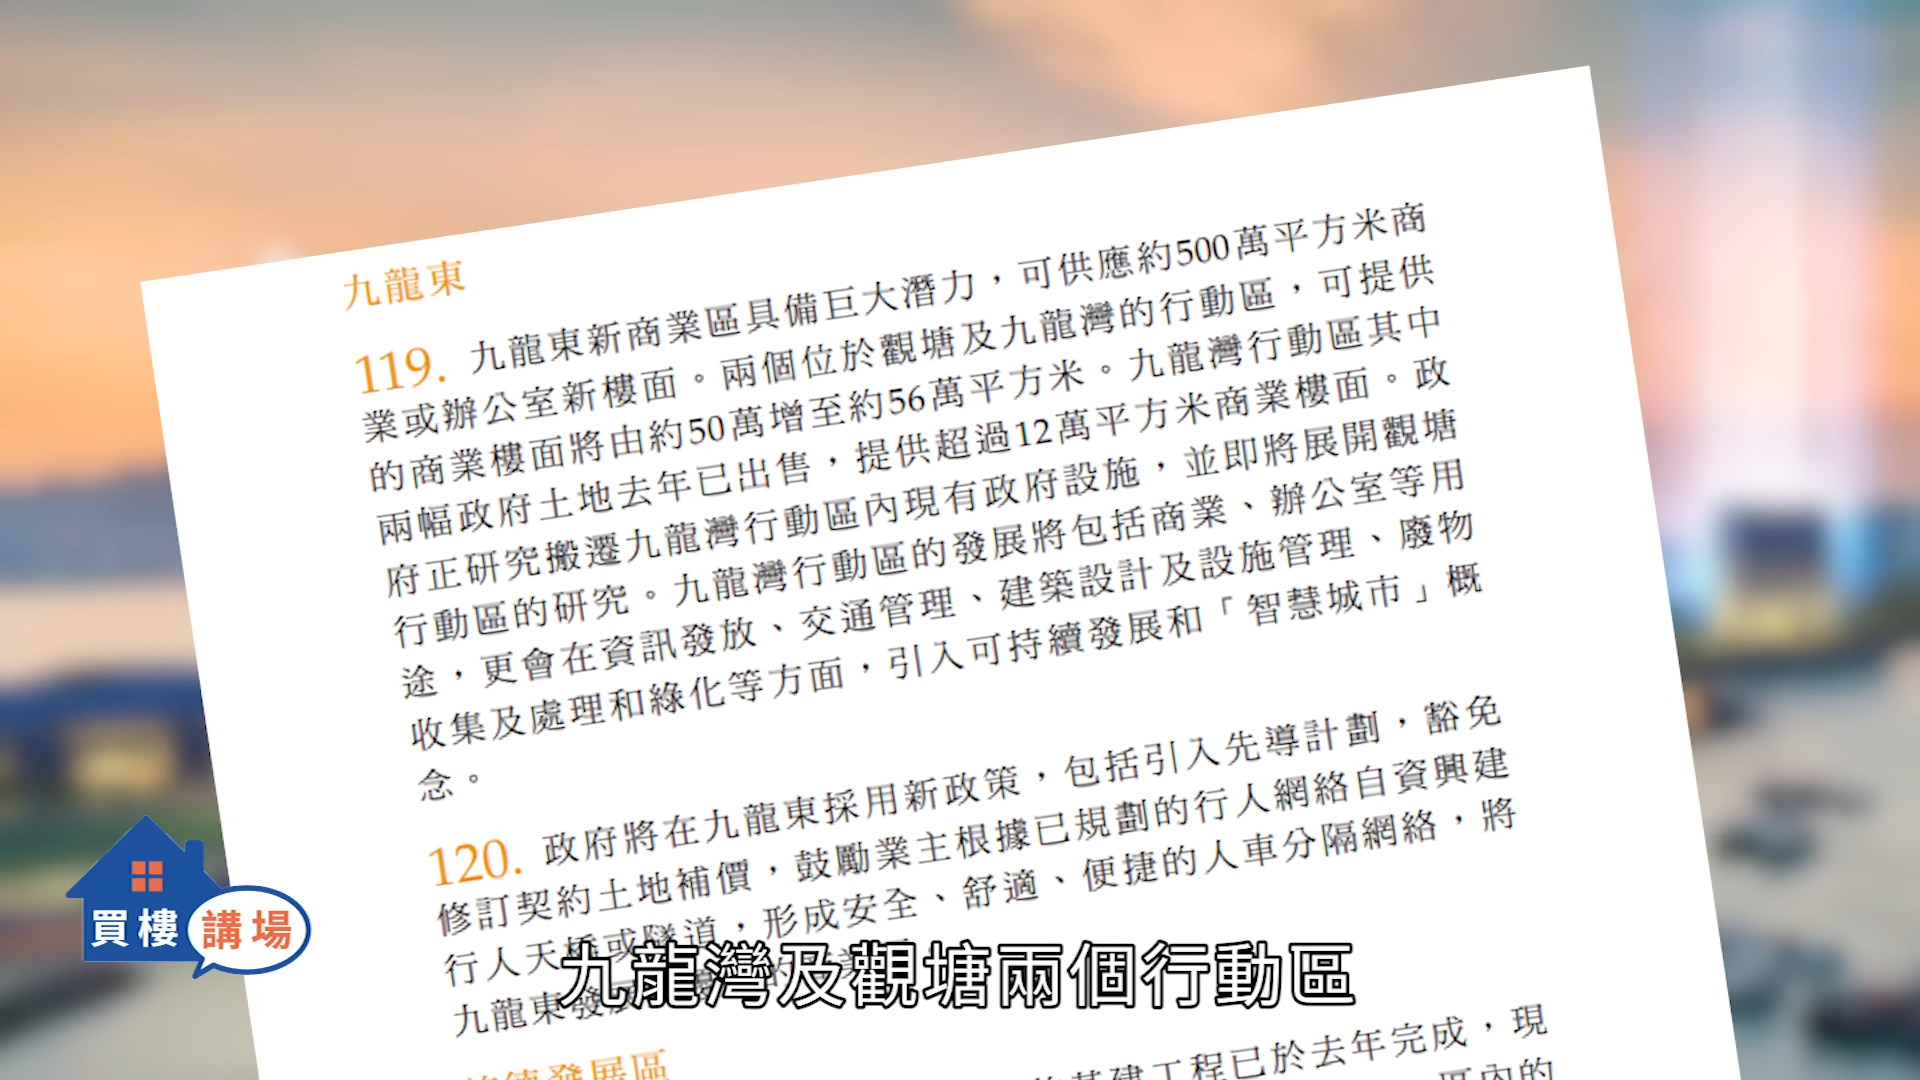 九龍東
119. 九龍東新商業區具備巨大潛力，可供應約500萬平方米商
業或辦公室新樓面。兩個位於觀塘及九龍灣的行動區，可提供
的商業樓面將由約50萬增至約56萬平方米。九龍灣行動區其中
兩幅政府土地去年已出售，提供超過12萬平方米商業樓面。政
府正研究搬遷九龍灣行動區內現有政府設施，並即將展開觀塘
行動區的研究。九龍灣行動區的發展將包括商業、辦公室等用
途，更會在資訊發放、交通管理、建築設計及設施管理、廢物
收集及處理和綠化等方面，引入可持續發展和「智慧城市」概
念。
120. 政府將在九龍東採用新政策，包括引入先導計劃，豁免
修訂契約土地補價，鼓勵業主根據已規劃的行人網絡自資興建
行人天橋或隧道，形成安全、舒適、便捷的人車分隔網絡，將
九龍東發展
發展區
基建工程已於去年完成，現
區內的
買樓
講場
九龍灣及觀塘兩個行動區